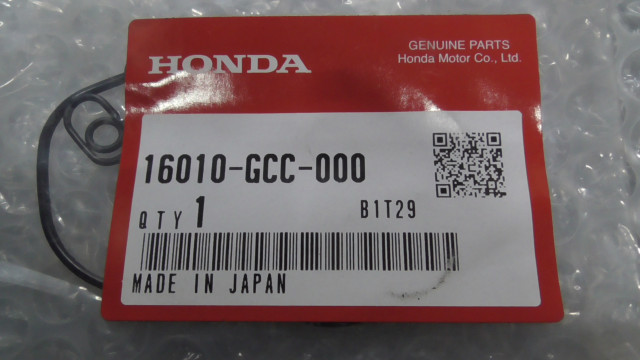 HONDA
GENUINE PARTS
Honda Motor Co., Ltd.
16010-GCC-000
QTY 1
B1T29
MADE IN JAPAN